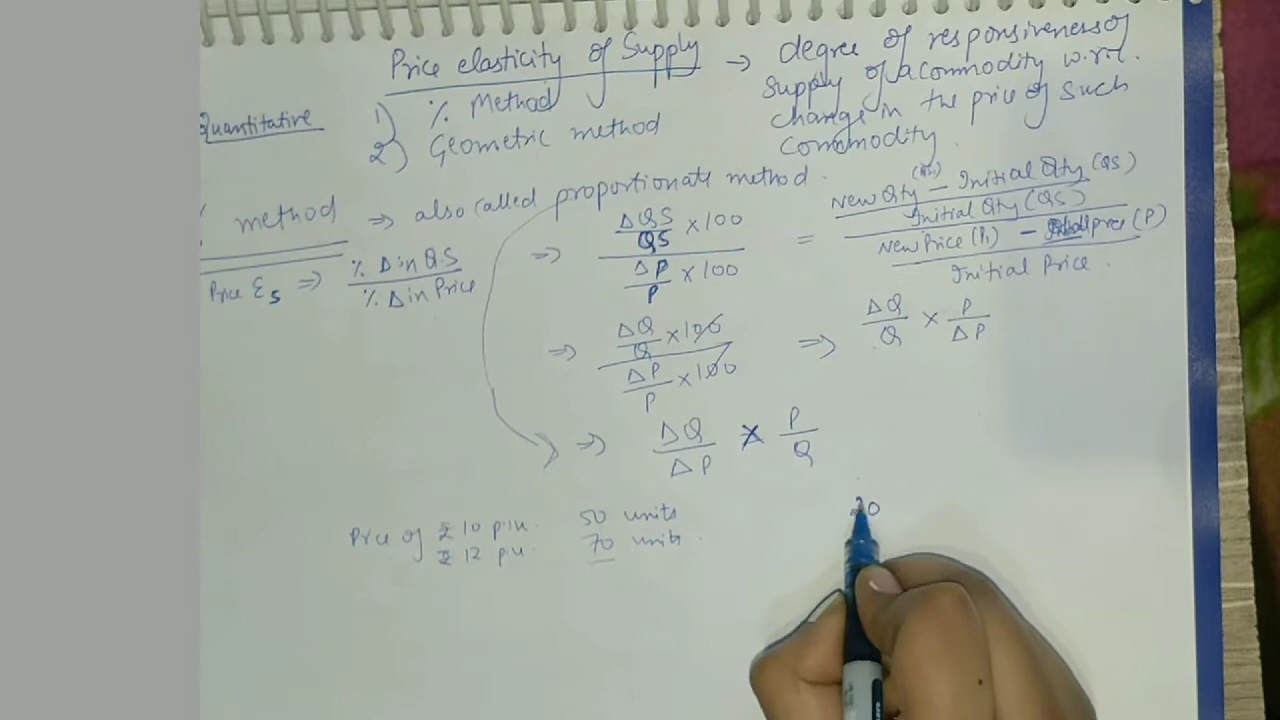 Price elasticity of Supply → degree of responsiveness of
supply of a commodity w.r.t.
change in the price of such
commodity.
Quantitative
1) % Method
2) Geometric method
% method ⇒ also called proportionate method.
Price Es ⇒ % Δ in QS / % Δ in Price
⇒ ΔQS/QS × 100 / ΔP/P × 100
= New Qty - Initial Qty (QS) / Initial Qty (QS)
New Price (P1) - price (P) / Initial Price.
⇒ ΔQ/Q × 100 / ΔP/P × 100
⇒ ΔQ/Q × P/ΔP
⇒ ΔQ/ΔP × P/Q
Prce of ₹ 10 p.u. 50 units
₹ 12 p.u. 70 units.
20